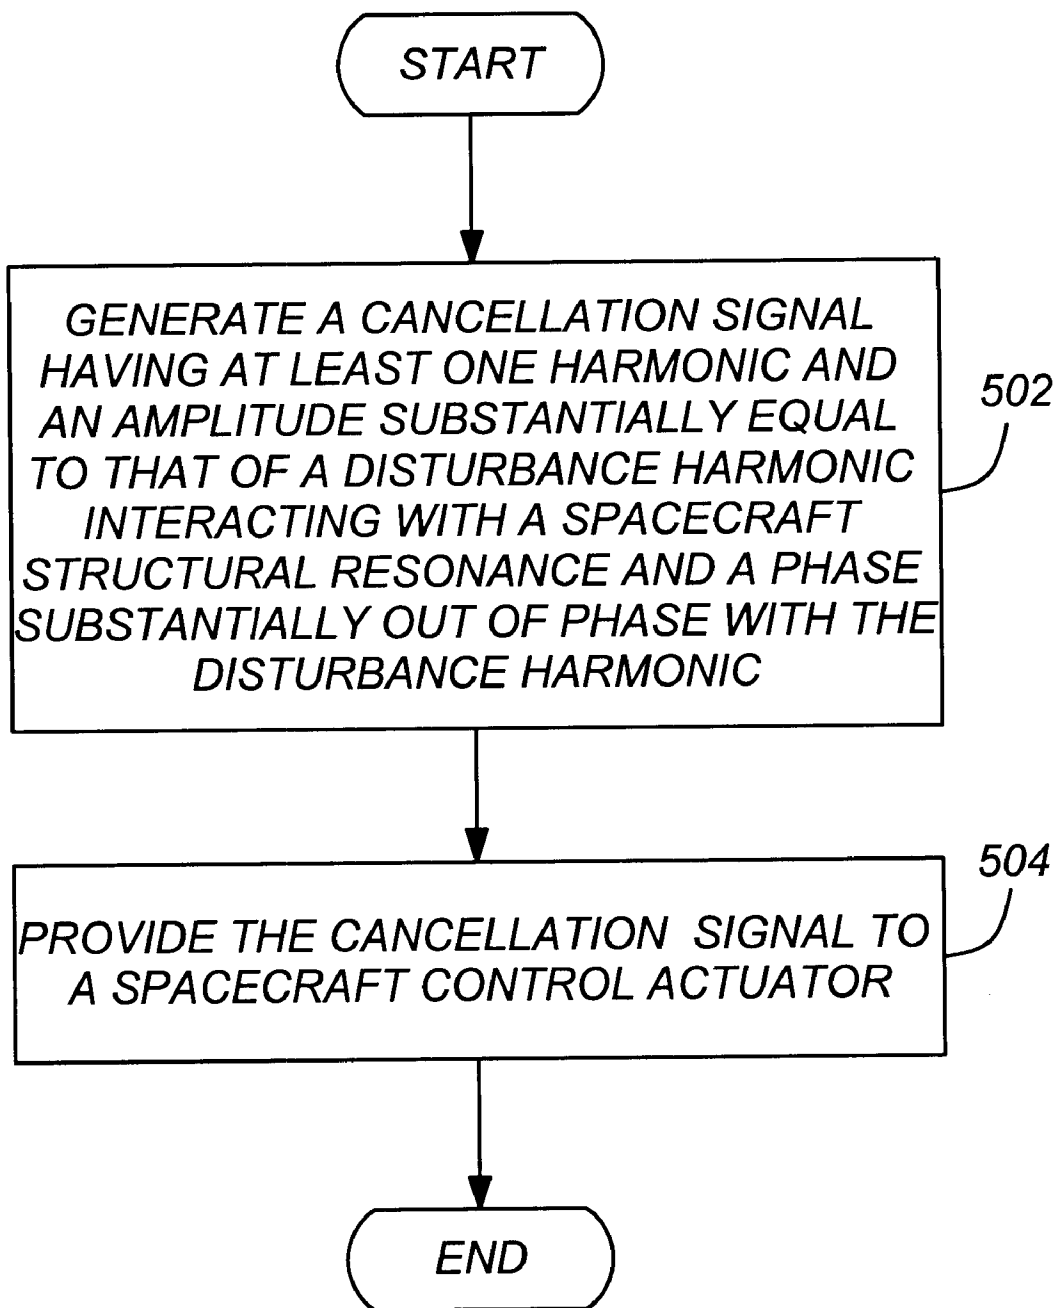 START
GENERATE A CANCELLATION SIGNAL
HAVING AT LEAST ONE HARMONIC AND
AN AMPLITUDE SUBSTANTIALLY EQUAL
TO THAT OF A DISTURBANCE HARMONIC
INTERACTING WITH A SPACECRAFT
STRUCTURAL RESONANCE AND A PHASE
SUBSTANTIALLY OUT OF PHASE WITH THE
DISTURBANCE HARMONIC
502
PROVIDE THE CANCELLATION SIGNAL TO
A SPACECRAFT CONTROL ACTUATOR
504
END